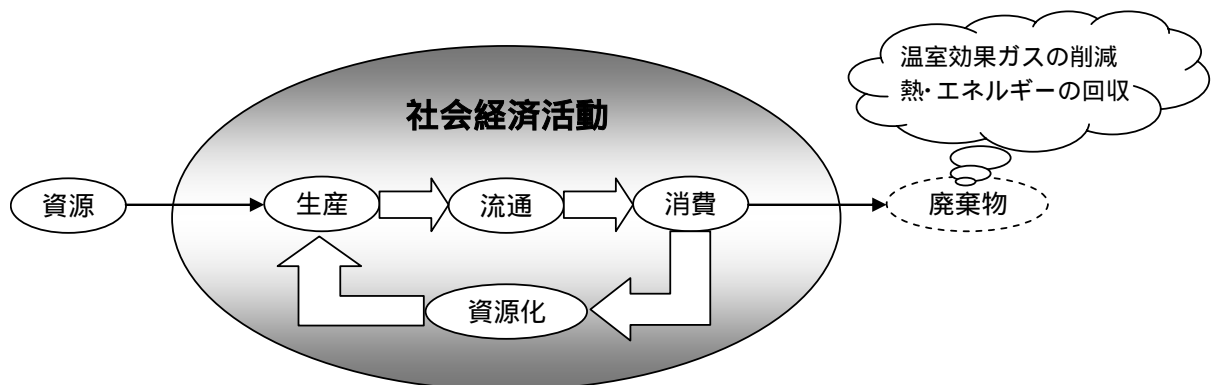 温室効果ガスの削減
熱・エネルギーの回収
社会経済活動
資源
生産
流通
消費
廃棄物
資源化